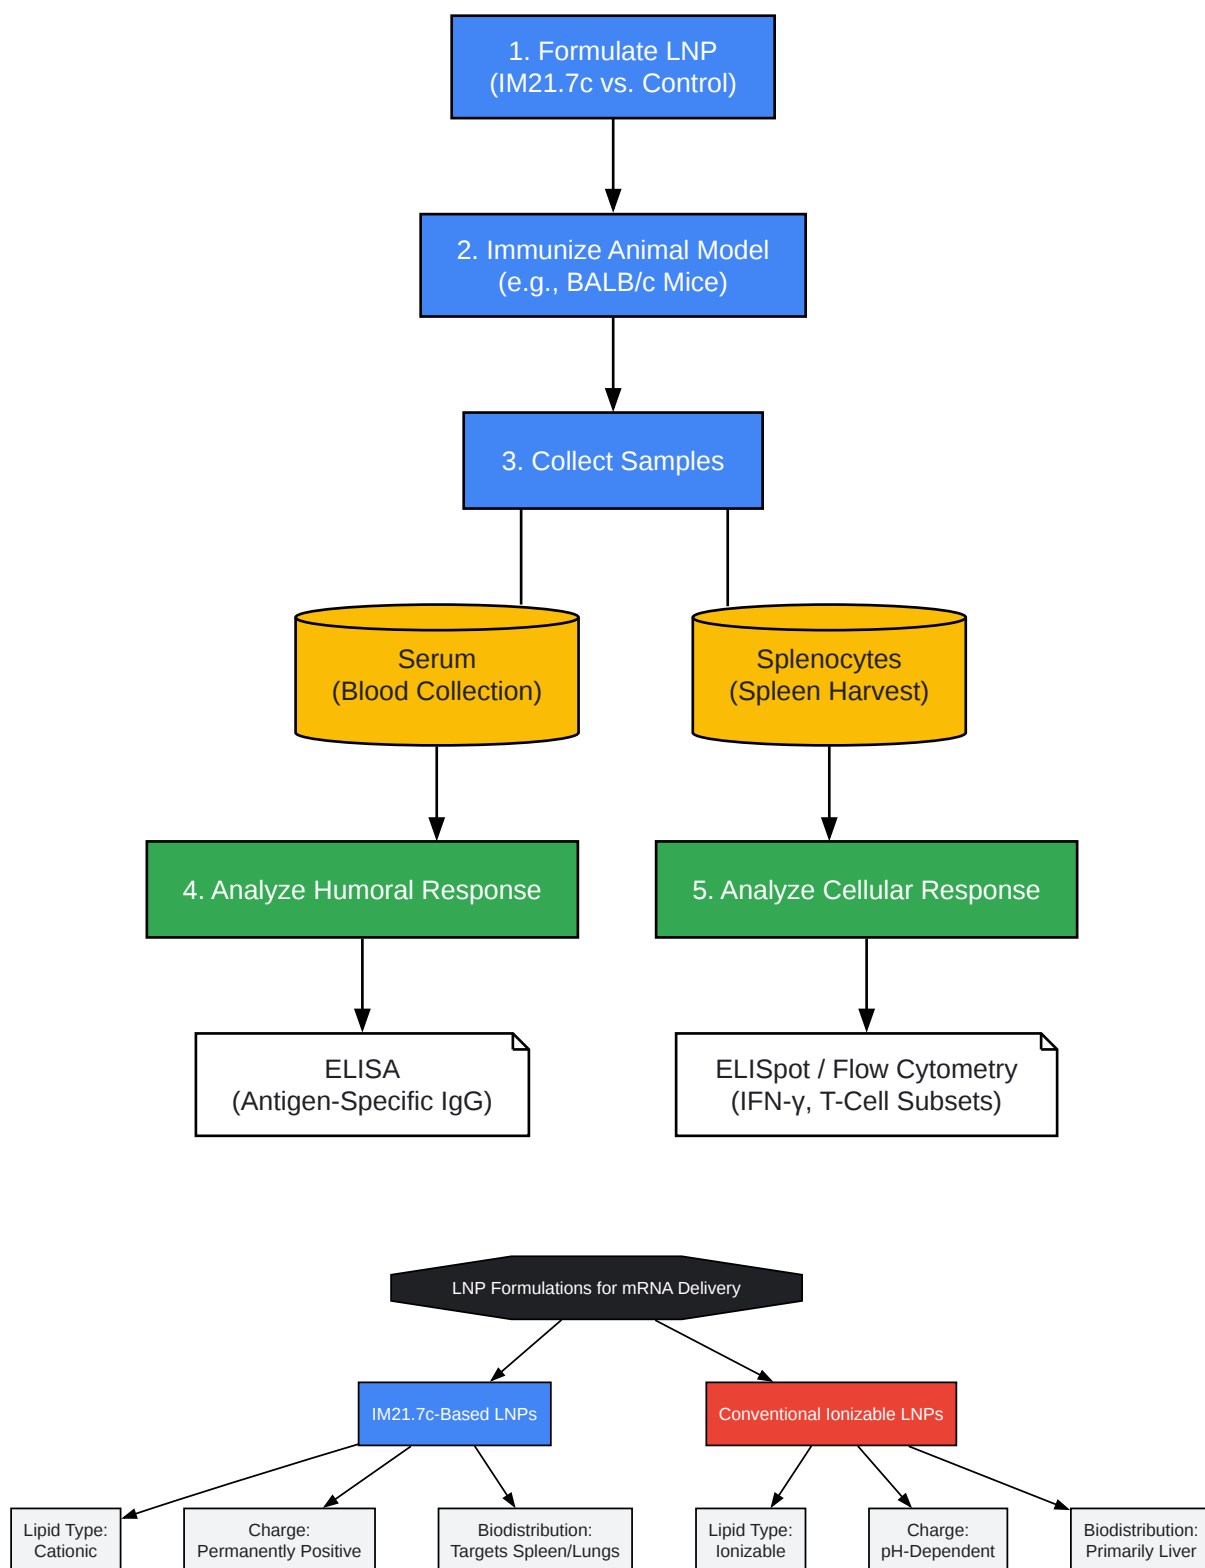 1. Formulate LNP
(IM21.7c vs. Control)
2. Immunize Animal Model
(e.g., BALB/c Mice)
3. Collect Samples
Serum
(Blood Collection)
Splenocytes
(Spleen Harvest)
4. Analyze Humoral Response
5. Analyze Cellular Response
ELISA
(Antigen-Specific IgG)
ELISpot / Flow Cytometry
(IFN-γ, T-Cell Subsets)
LNP Formulations for mRNA Delivery
IM21.7c-Based LNPs
Conventional Ionizable LNPs
Lipid Type:
Cationic
Charge:
Permanently Positive
Biodistribution:
Targets Spleen/Lungs
Lipid Type:
Ionizable
Charge:
pH-Dependent
Biodistribution:
Primarily Liver